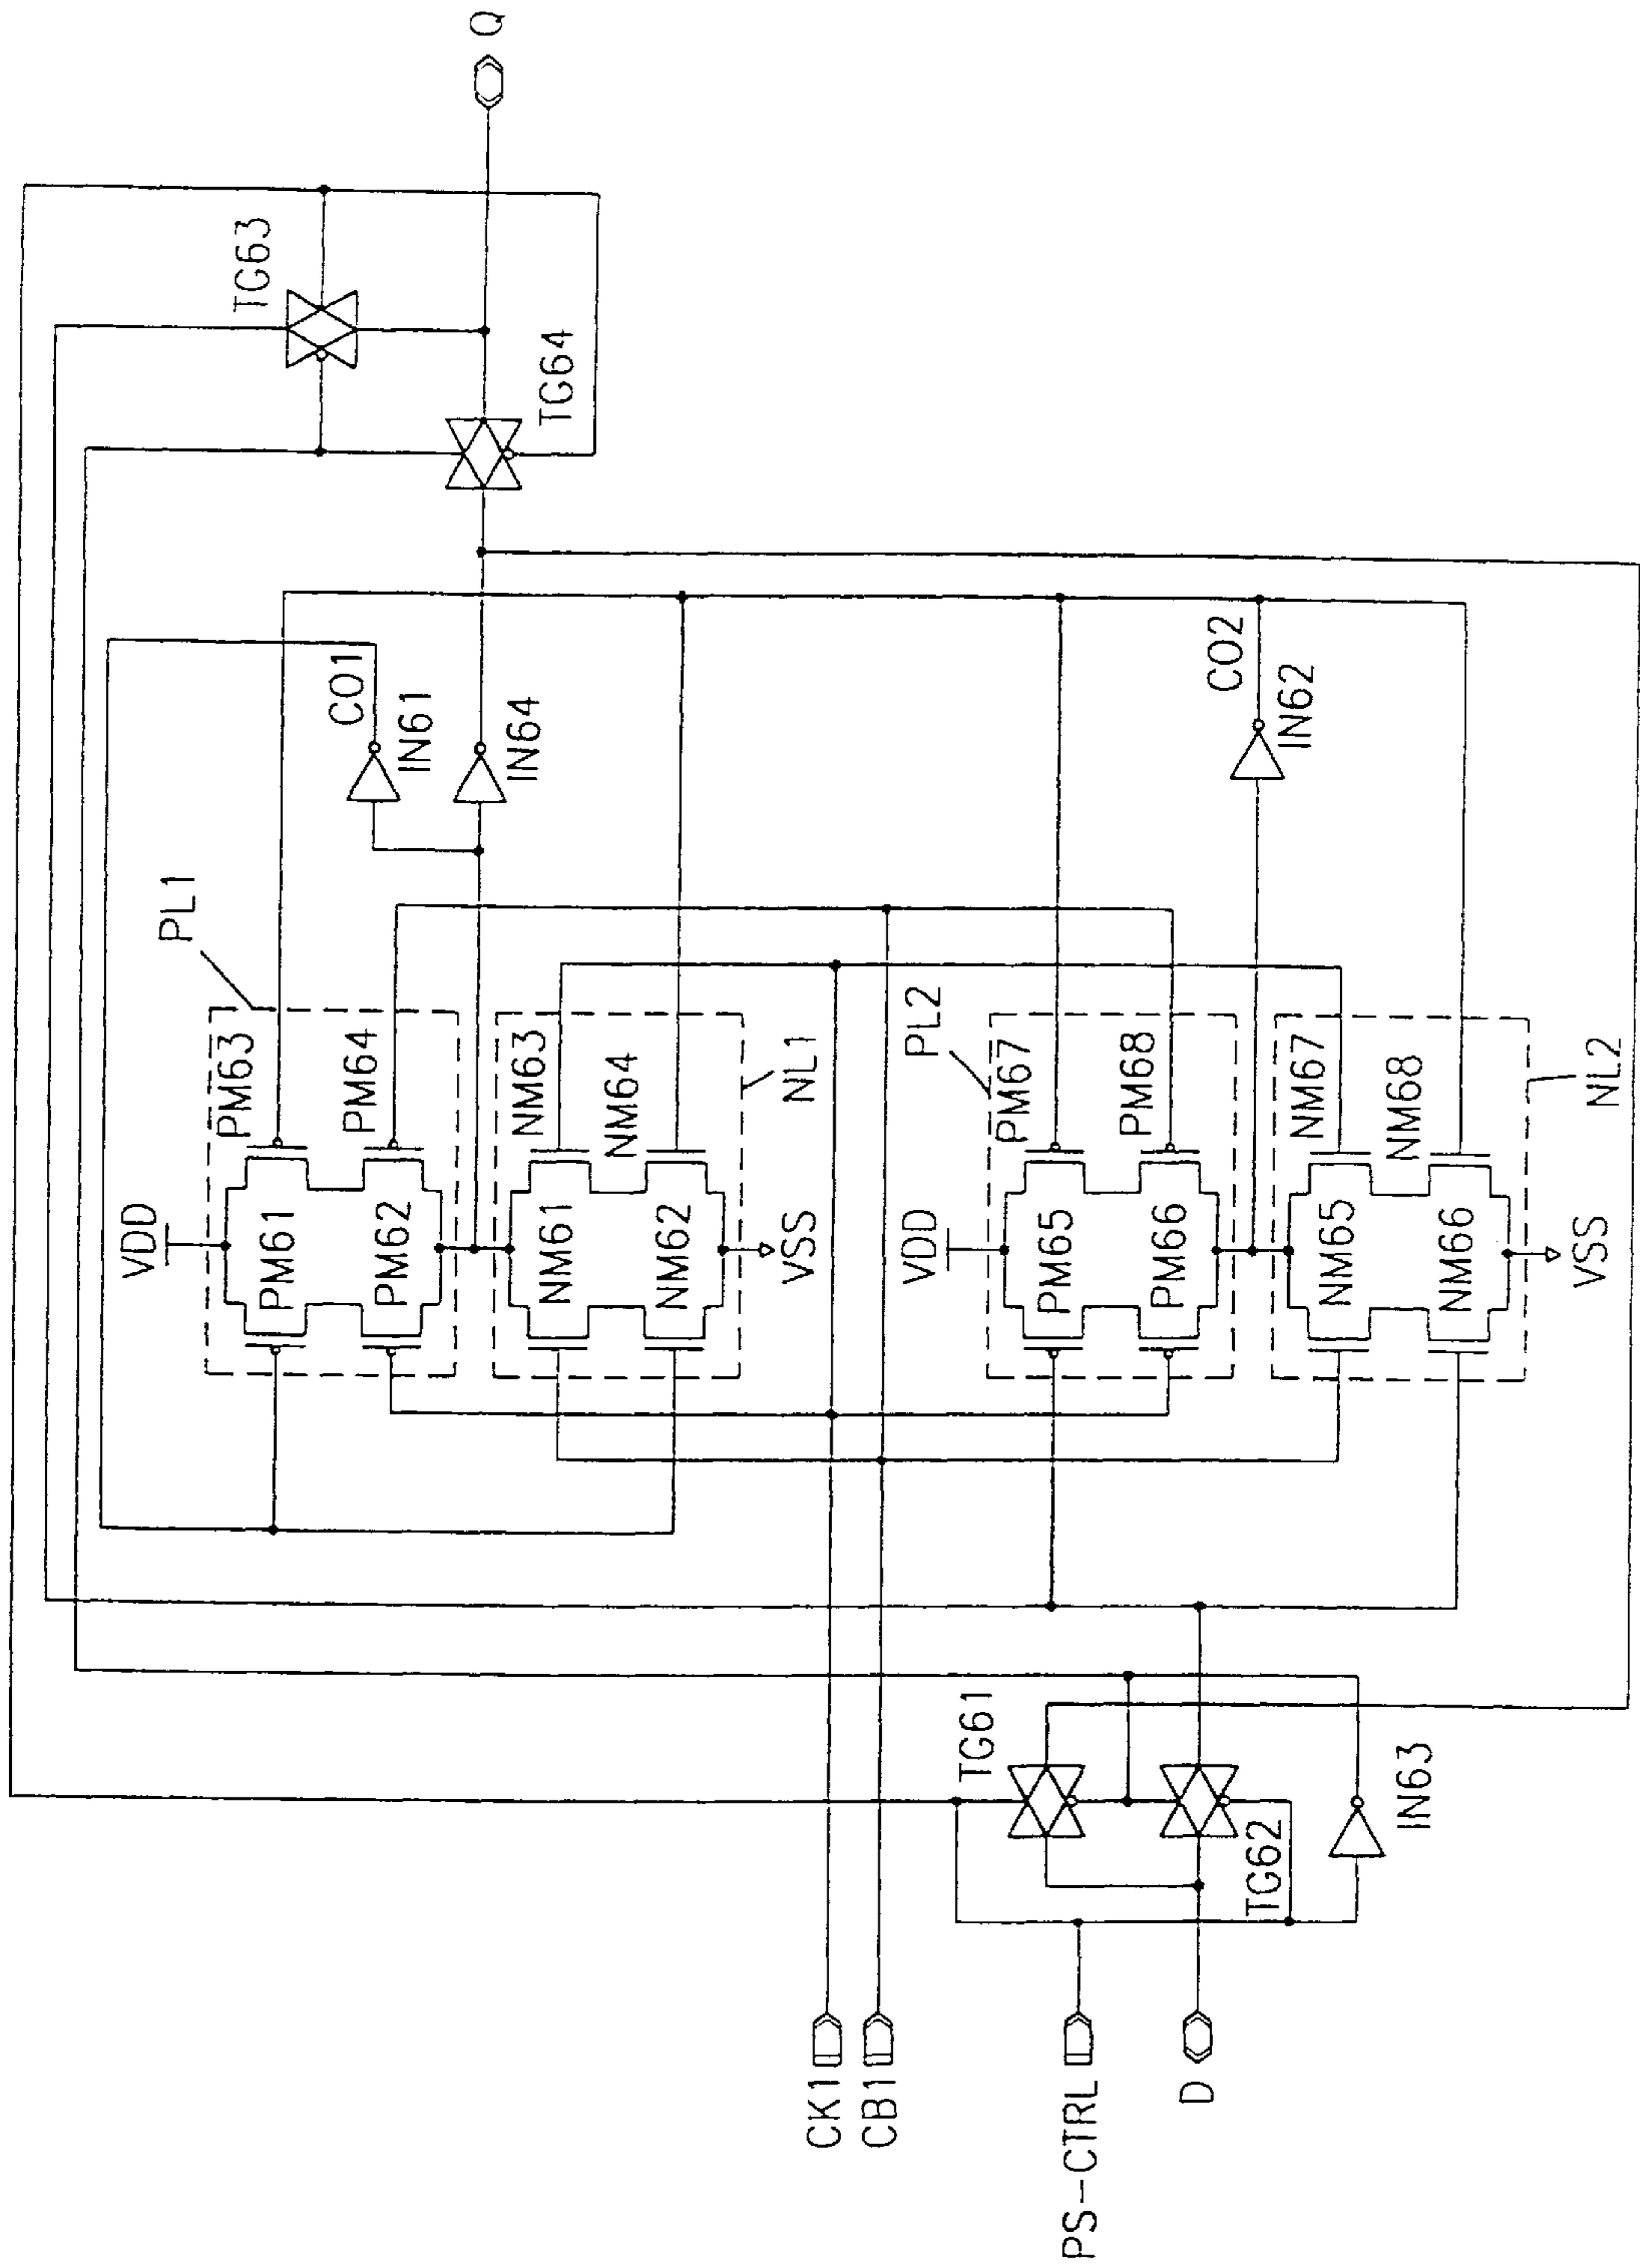 Q
TG63
TG64
CO1
IN61
IN64
CO2
IN62
PL1
PM63
PM64
NM63
NM64
NL1
PL2
PM67
PM68
NM67
NM68
NL2
VDD
PM61
PM62
NM61
NM62
VSS
VDD
PM65
PM66
NM65
NM66
VSS
TG61
TG62
IN63
CK1
CB1
PS-CTRL
D